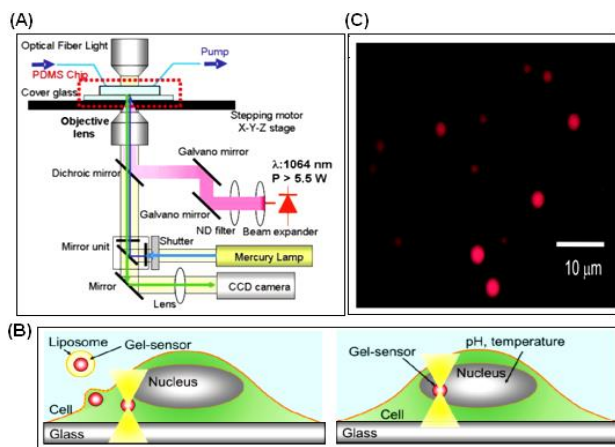 (A)
Optical Fiber Light
Pump
PDMS Chip
Cover glass
Objective
lens
Stepping motor
X-Y-Z stage
Galvano mirror
λ:1064 nm
P > 5.5 W
Dichroic mirror
Galvano mirror
ND filter
Beam expander
Mirror unit
Shutter
Mercury Lamp
Mirror
Lens
CCD camera
(C)
10 μm
(B)
Liposome
Gel-sensor
Nucleus
Cell
Glass
Gel-sensor
pH, temperature
Nucleus
Cell
Glass